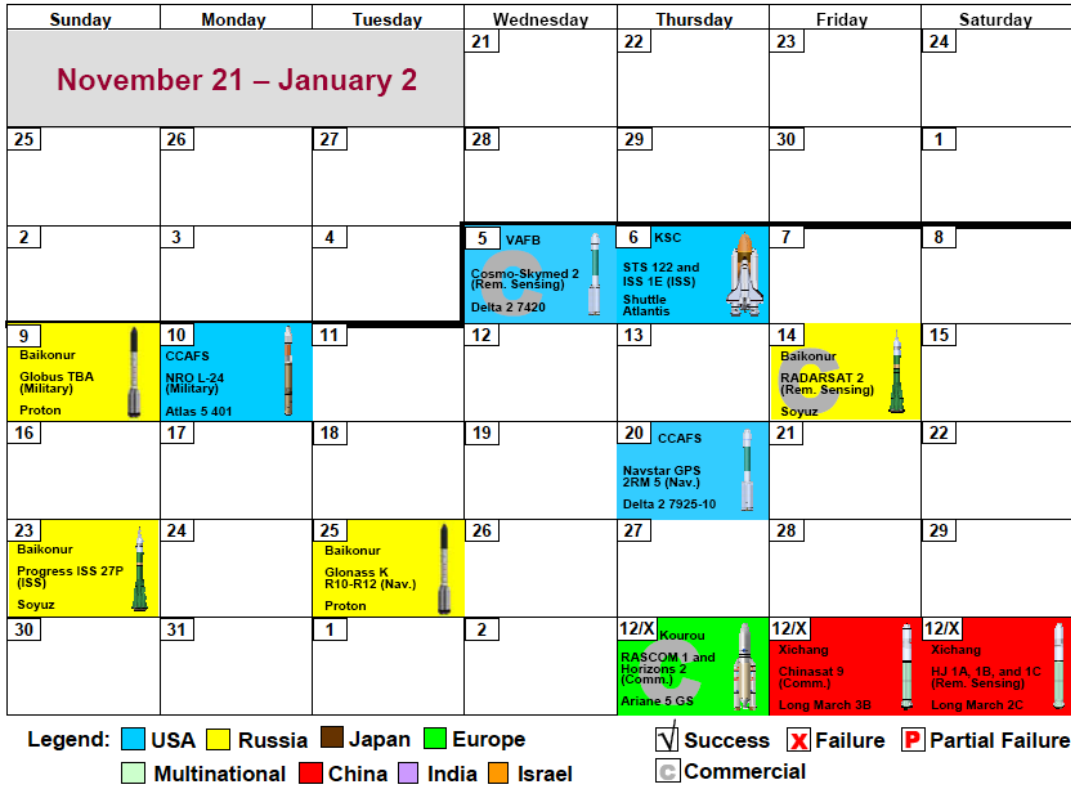 Sunday Monday Tuesday Wednesday Thursday Friday Saturday
November 21 – January 2
21 22 23 24
25 26 27 28 29 30 1
2 3 4
5 VAFB
Cosmo-Skymed 2
(Rem. Sensing)
Delta 2 7420
C
6 KSC
STS 122 and
ISS 1E (ISS)
Shuttle
Atlantis
7 8
9
Baikonur
Globus TBA
(Military)
Proton
10
CCAFS
NRO L-24
(Military)
Atlas 5 401
11 12 13
14
Baikonur
RADARSAT 2
(Rem. Sensing)
Soyuz
C
15
16 17 18 19
20 CCAFS
Navstar GPS
2RM 5 (Nav.)
Delta 2 7925-10
21 22
23
Baikonur
Progress ISS 27P
(ISS)
Soyuz
24
25
Baikonur
Glonass K
R10-R12 (Nav.)
Proton
26 27 28 29
30 31 1 2
12/X Kourou
RASCOM 1 and
Horizons 2
(Comm.)
Ariane 5 GS
C
12/X
Xichang
Chinasat 9
(Comm.)
Long March 3B
12/X
Xichang
HJ 1A, 1B, and 1C
(Rem. Sensing)
Long March 2C
Legend: USA Russia Japan Europe
Multinational China India Israel
√ Success X Failure P Partial Failure
C Commercial